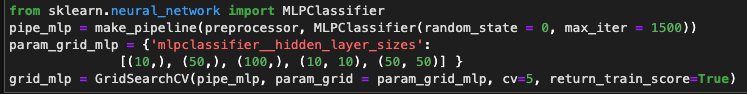 from sklearn.neural_network import MLPClassifier
pipe_mlp = make_pipeline(preprocessor, MLPClassifier(random_state = 0, max_iter = 1500))
param_grid_mlp = {'mlpclassifier__hidden_layer_sizes':
                [(10,), (50,), (100,), (10, 10), (50, 50)] }
grid_mlp = GridSearchCV(pipe_mlp, param_grid = param_grid_mlp, cv=5, return_train_score=True)